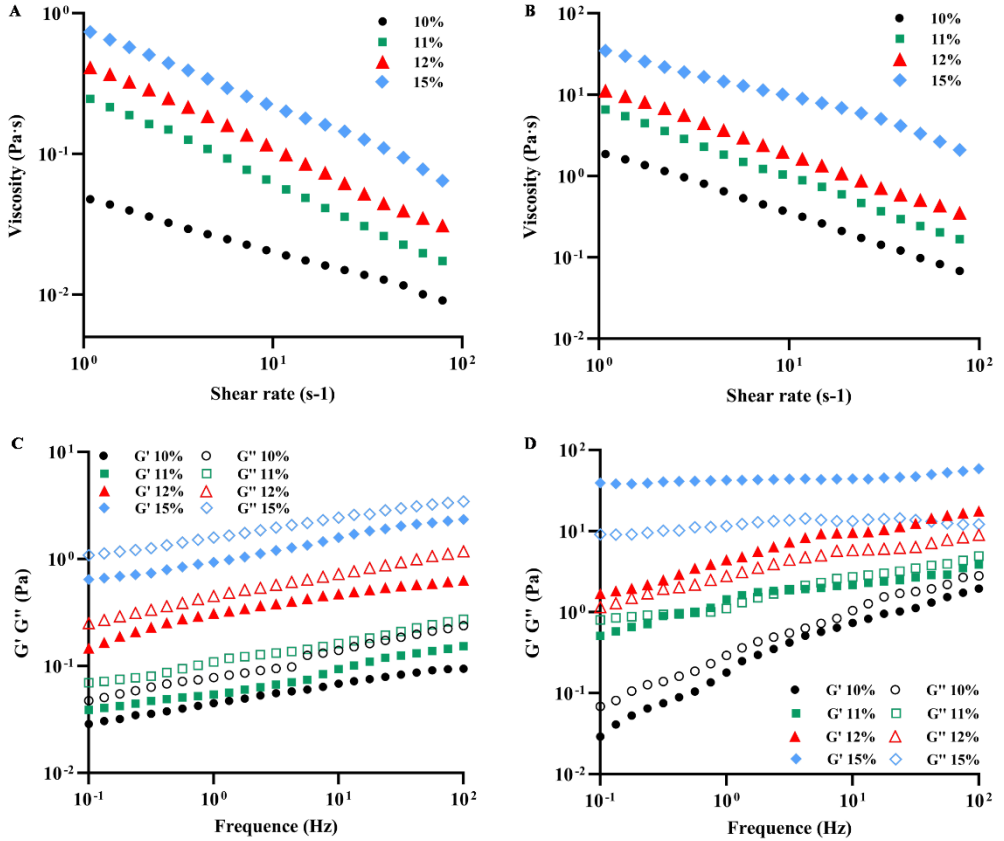 A
10⁰
10⁻¹
10⁻²
Viscosity (Pa·s)
10%
11%
12%
15%
10⁰
10¹
10²
Shear rate (s-1)
B
10²
10¹
10⁰
10⁻¹
10⁻²
Viscosity (Pa·s)
10%
11%
12%
15%
10⁰
10¹
10²
Shear rate (s-1)
C
10¹
10⁰
10⁻¹
10⁻²
G' G'' (Pa)
G' 10% G'' 10%
G' 11% G'' 11%
G' 12% G'' 12%
G' 15% G'' 15%
10⁻¹
10⁰
10¹
10²
Frequence (Hz)
D
10²
10¹
10⁰
10⁻¹
10⁻²
G' G'' (Pa)
G' 10% G'' 10%
G' 11% G'' 11%
G' 12% G'' 12%
G' 15% G'' 15%
10⁻¹
10⁰
10¹
10²
Frequence (Hz)